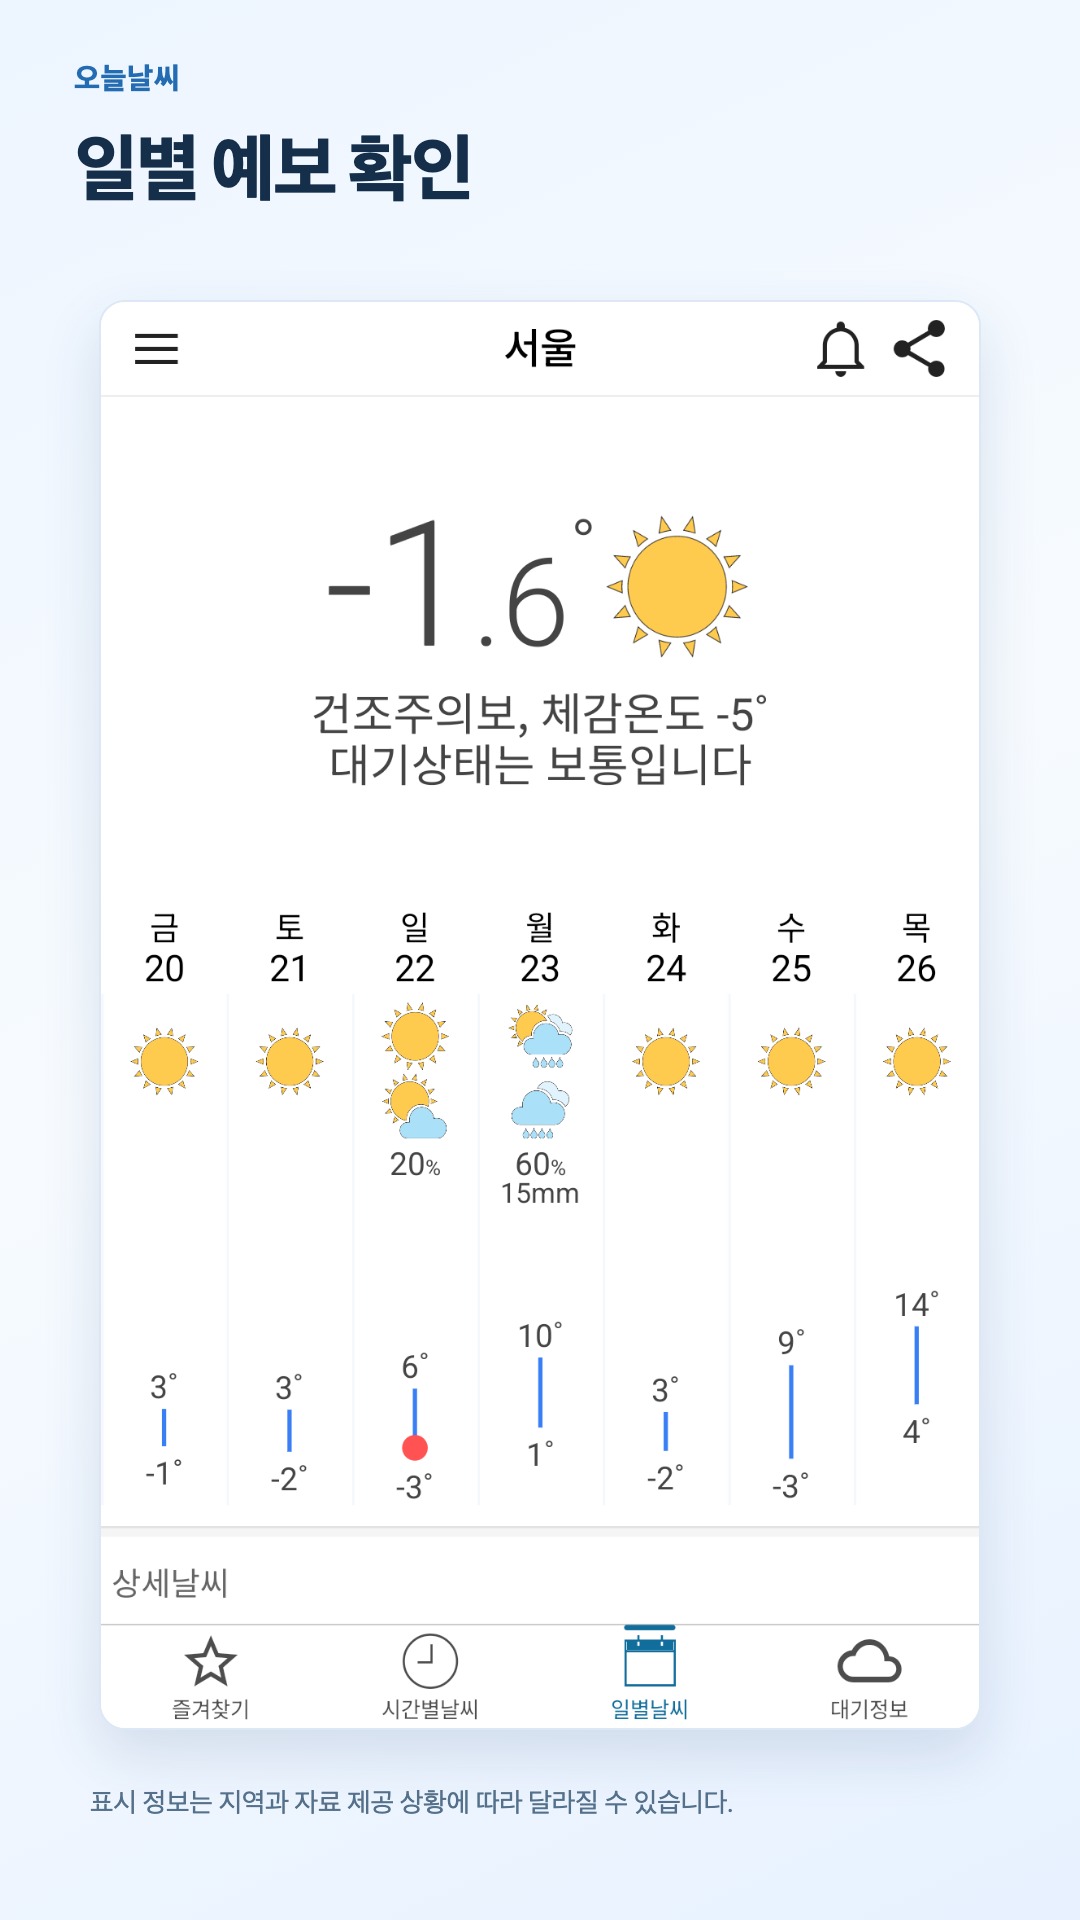 오늘날씨
일별 예보 확인
서울
-1.6°
건조주의보, 체감온도 -5°
대기상태는 보통입니다
금 토 일 월 화 수 목
20 21 22 23 24 25 26
20% 60%
15mm
14°
10°
9°
6°
3° 3° 3°
4°
1°
-1° -2° -3° -2° -3°
상세날씨
즐겨찾기 시간별날씨 일별날씨 대기정보
표시 정보는 지역과 자료 제공 상황에 따라 달라질 수 있습니다.